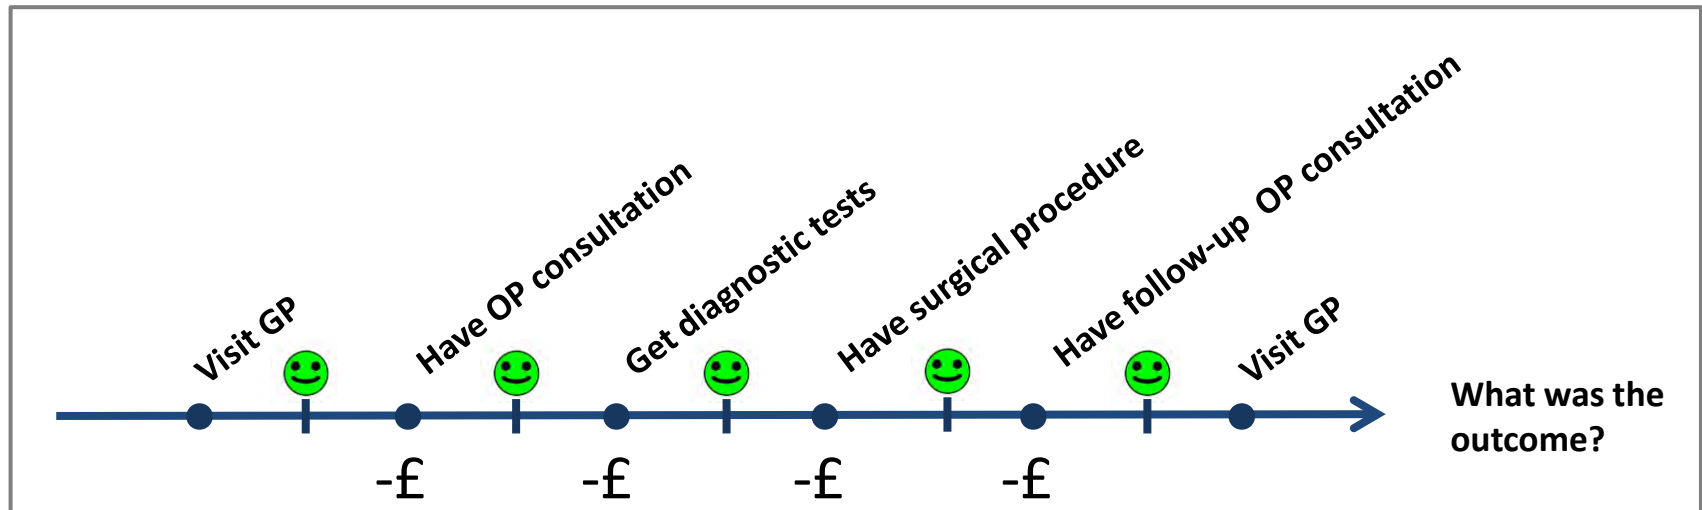 Visit GP
Have OP consultation
Get diagnostic tests
Have surgical procedure
Have follow-up OP consultation
Visit GP
What was the
outcome?
-£
-£
-£
-£